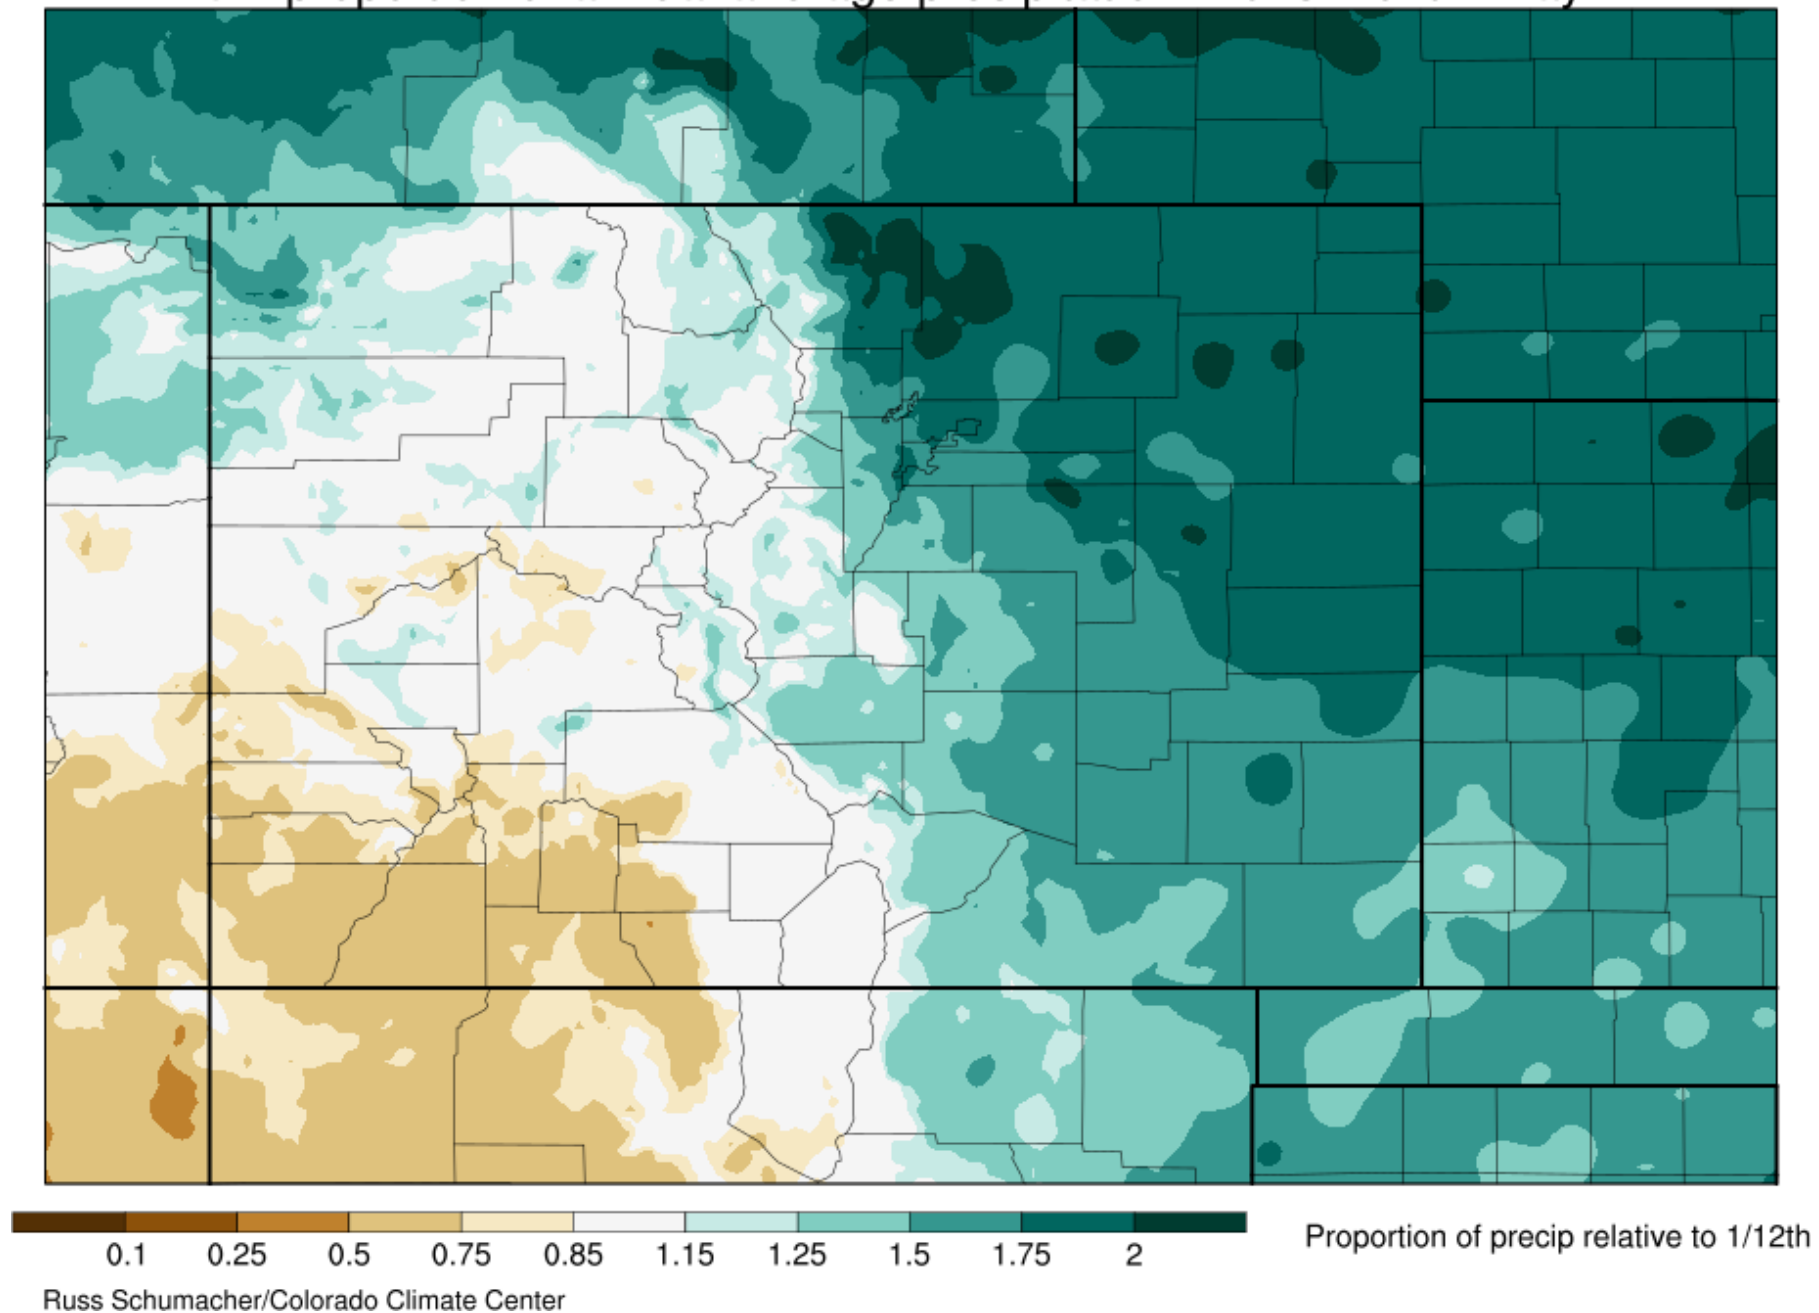 0.1 0.25 0.5 0.75 0.85 1.15 1.25 1.5 1.75 2
Proportion of precip relative to 1/12th
Russ Schumacher/Colorado Climate Center